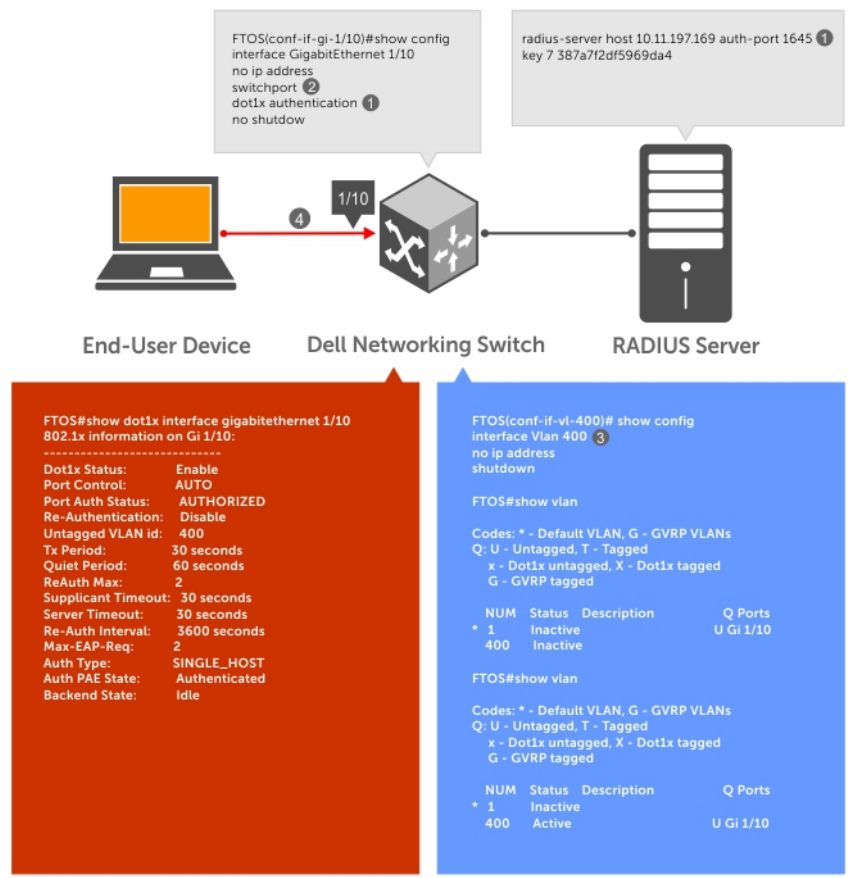 FTOS(conf-if-gi-1/10)#show config
interface GigabitEthernet 1/10
no ip address
switchport 2
dot1x authentication 1
no shutdow
radius-server host 10.11.197.169 auth-port 1645 1
key 7 387a7f2df5969da4
1/10
4
End-User Device
Dell Networking Switch
RADIUS Server
FTOS#show dot1x interface gigabitethernet 1/10
802.1x information on Gi 1/10:
-----------------------------
Dot1x Status: Enable
Port Control: AUTO
Port Auth Status: AUTHORIZED
Re-Authentication: Disable
Untagged VLAN id: 400
Tx Period: 30 seconds
Quiet Period: 60 seconds
ReAuth Max: 2
Supplicant Timeout: 30 seconds
Server Timeout: 30 seconds
Re-Auth Interval: 3600 seconds
Max-EAP-Req: 2
Auth Type: SINGLE_HOST
Auth PAE State: Authenticated
Backend State: Idle
FTOS(conf-if-vl-400)# show config
interface Vlan 400 3
no ip address
shutdown
FTOS#show vlan
Codes: * - Default VLAN, G - GVRP VLANs
Q: U - Untagged, T - Tagged
x - Dot1x untagged, X - Dot1x tagged
G - GVRP tagged
NUM Status Description Q Ports
* 1 Inactive U Gi 1/10
400 Inactive
FTOS#show vlan
Codes: * - Default VLAN, G - GVRP VLANs
Q: U - Untagged, T - Tagged
x - Dot1x untagged, X - Dot1x tagged
G - GVRP tagged
NUM Status Description Q Ports
* 1 Inactive
400 Active U Gi 1/10